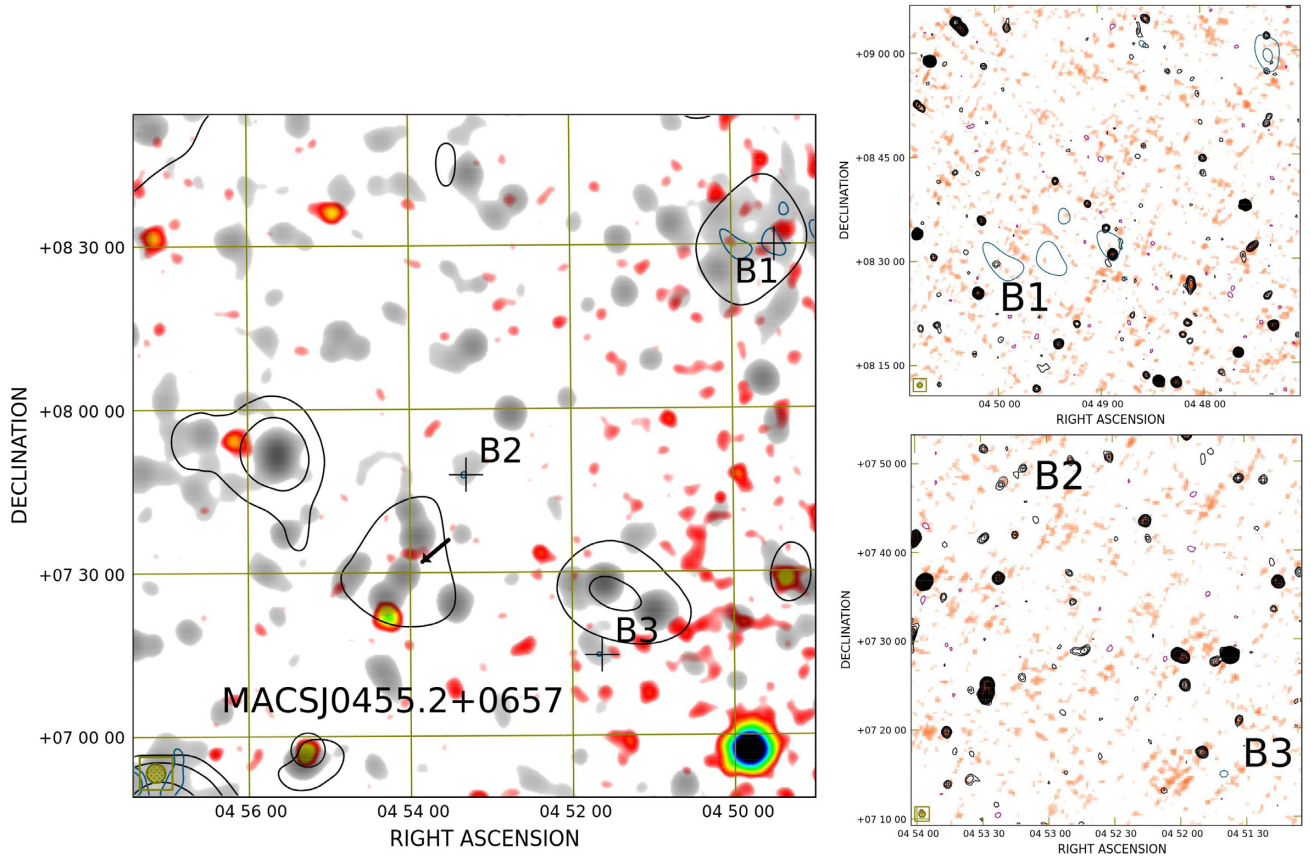 DECLINATION
+08 30 00
+08 00 00
+07 30 00
+07 00 00
B1
B2
B3
MACSJ0455.2+0657
04 56 00
04 54 00
04 52 00
04 50 00
RIGHT ASCENSION
DECLINATION
+09 00 00
+08 45 00
+08 30 00
+08 15 00
B1
04 50 00
04 49 00
04 48 00
RIGHT ASCENSION
DECLINATION
+07 50 00
+07 40 00
+07 30 00
+07 20 00
+07 10 00
B2
B3
04 54 00
04 53 30
04 53 00
04 52 30
04 52 00
04 51 30
RIGHT ASCENSION